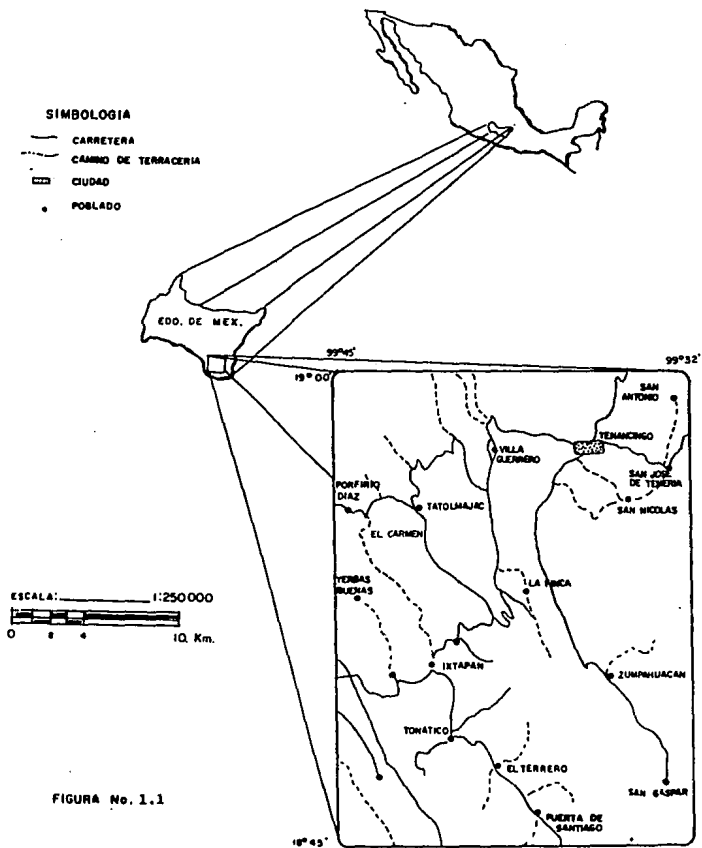 SIMBOLOGIA
CARRETERA
CAMINO DE TERRACERIA
CIUDAD
POBLADO
EDO. DE MEX.
99°45'
99°32'
19°00'
SAN
ANTONIO
TENANCINGO
VILLA
GUERRERO
SAN JOSE
DE TENERIA
SAN NICOLAS
PORFIRIO
DIAZ
TATOLMAJAC
EL CARMEN
YERBAS
BUENAS
LA FINCA
ESCALA: 1:250000
0 2 4 10 Km.
IXTAPAN
ZUMPAHUACAN
TONATICO
EL TERRERO
SAN GASPAR
PUERTA DE
SANTIAGO
18°45'
FIGURA No. 1.1